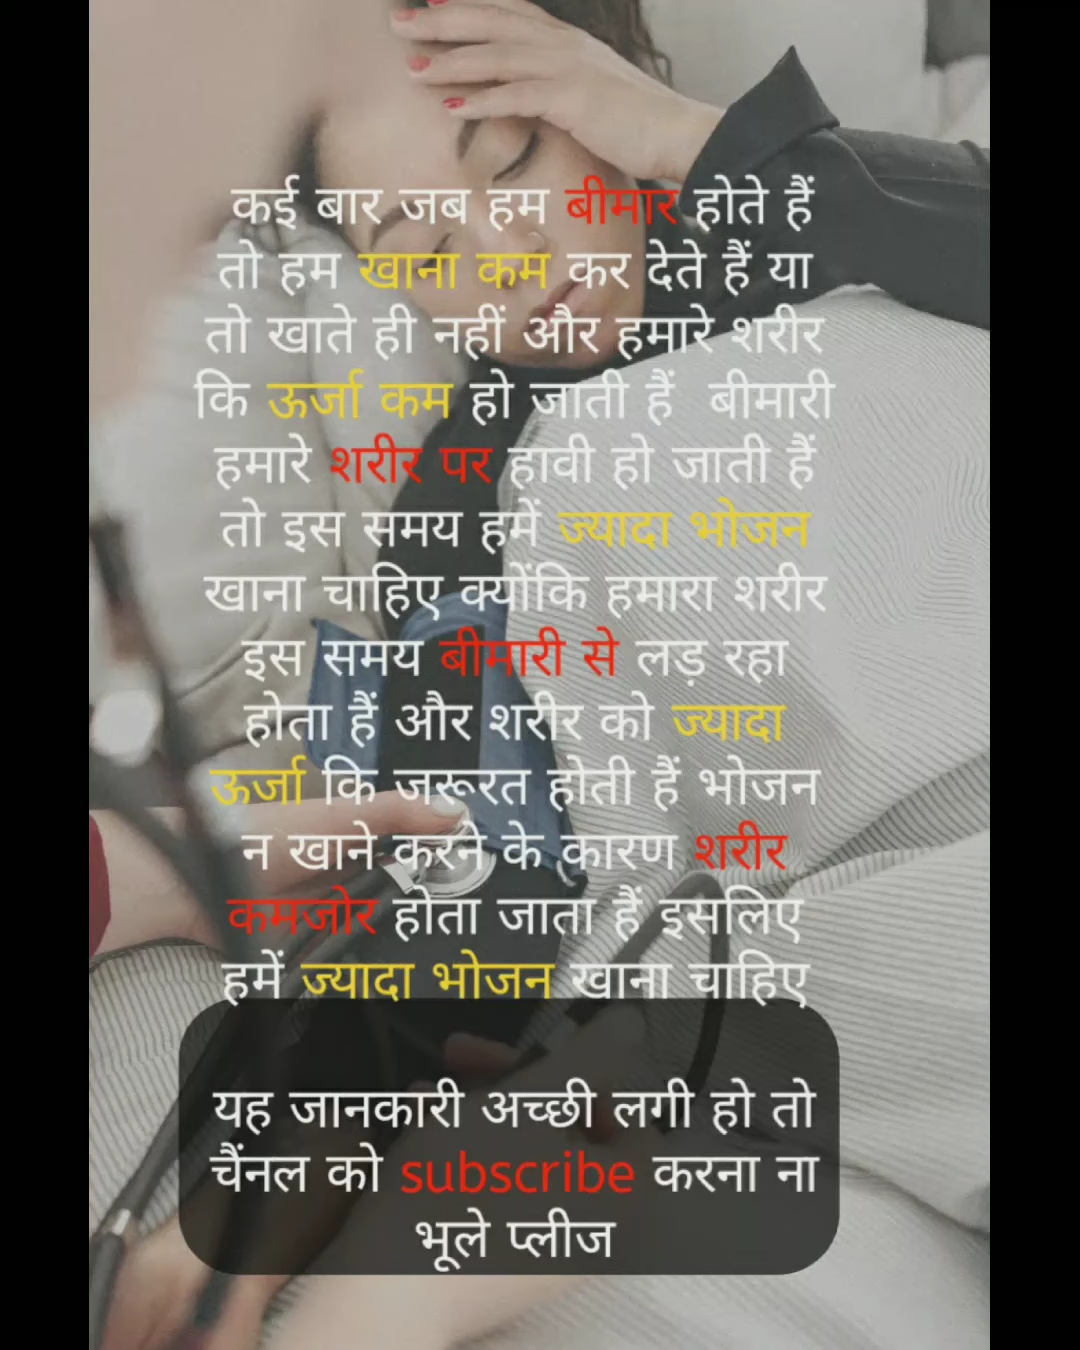 कई बार जब हम बीमार होते हैं
तो हम खाना कम कर देते हैं या
तो खाते ही नहीं और हमारे शरीर
कि ऊर्जा कम हो जाती हैं  बीमारी
हमारे शरीर पर हावी हो जाती हैं
तो इस समय हमें ज्यादा भोजन
खाना चाहिए क्योंकि हमारा शरीर
इस समय बीमारी से लड़ रहा
होता हैं और शरीर को ज्यादा
ऊर्जा कि जरूरत होती हैं भोजन
न खाने करने के कारण शरीर
कमजोर होता जाता हैं इसलिए
हमें ज्यादा भोजन खाना चाहिए
यह जानकारी अच्छी लगी हो तो
चैंनल को subscribe करना ना
भूले प्लीज